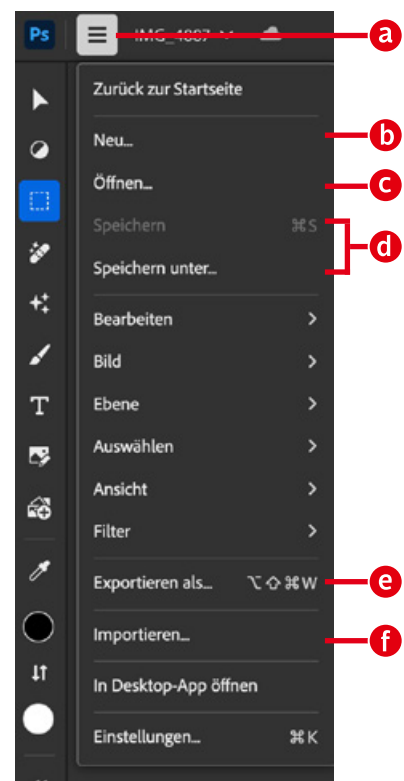 Ps IMG_4887 a
Zurück zur Startseite
Neu... b
Öffnen... c
Speichern ⌘S
d
Speichern unter...
Bearbeiten >
Bild >
Ebene >
Auswählen >
Ansicht >
T
Filter >
Exportieren als... ⌥⇧⌘W e
Importieren... f
In Desktop-App öffnen
Einstellungen... ⌘K